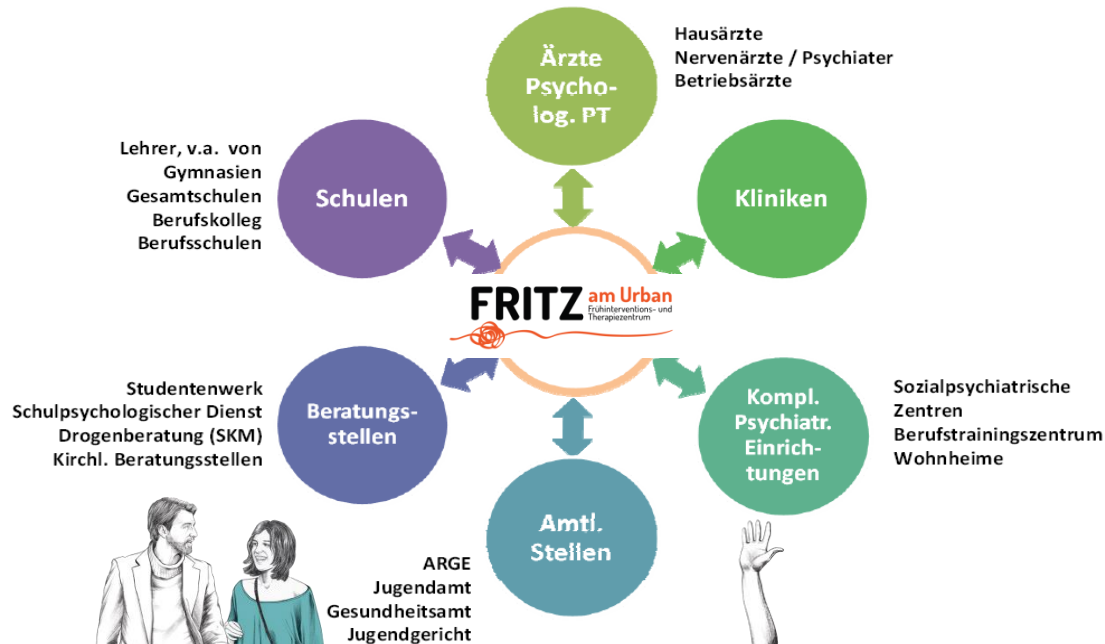 Ärzte
Psycho-
log. PT
Hausärzte
Nervenärzte / Psychiater
Betriebsärzte
Lehrer, v.a. von
Gymnasien
Gesamtschulen
Berufskolleg
Berufsschulen
Schulen
Kliniken
FRITZ am Urban
Frühinterventions- und
Therapiezentrum
Studentenwerk
Schulpsychologischer Dienst
Drogenberatung (SKM)
Kirchl. Beratungsstellen
Beratungs-
stellen
Kompl.
Psychiatr.
Einrich-
tungen
Sozialpsychiatrische
Zentren
Berufstrainingszentrum
Wohnheime
Amtl.
Stellen
ARGE
Jugendamt
Gesundheitsamt
Jugendgericht